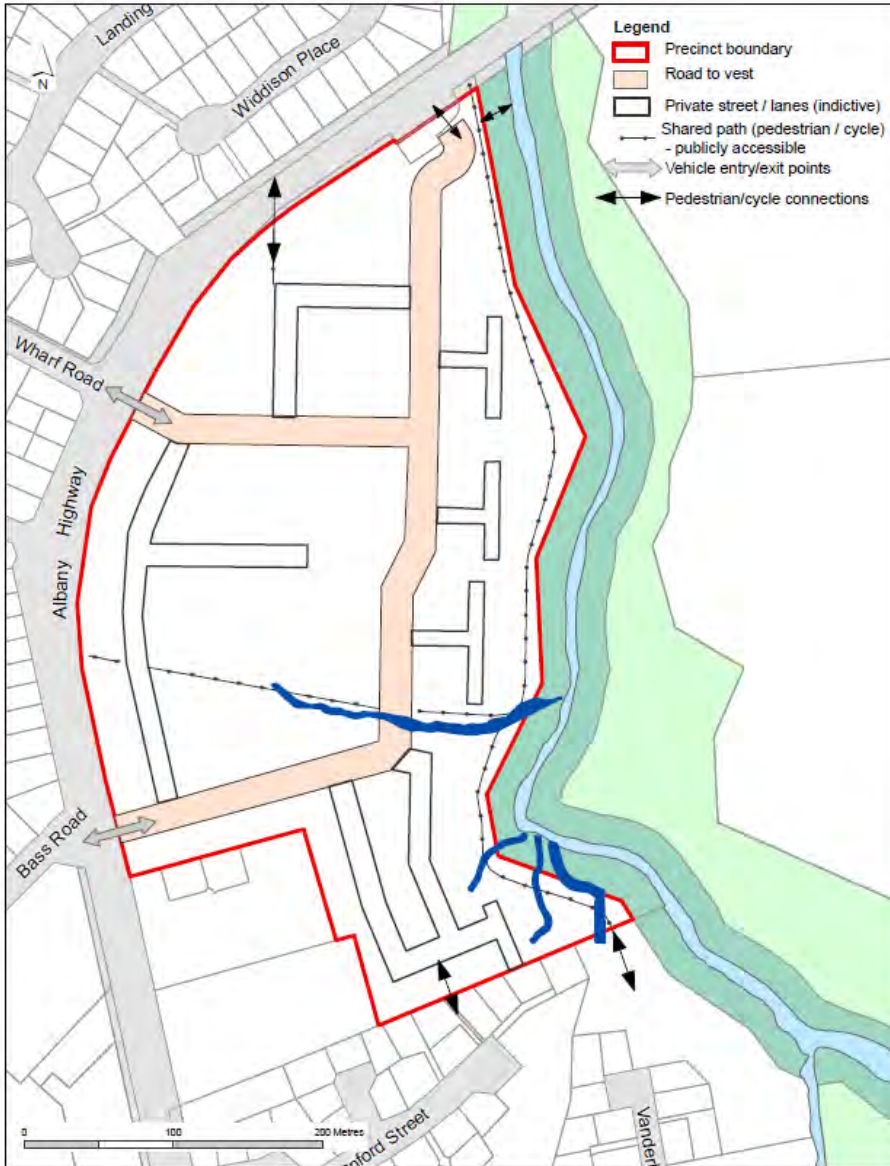 Landing
Widdison Place
N
Legend
Precinct boundary
Road to vest
Private street / lanes (indictive)
Shared path (pedestrian / cycle)
- publicly accessible
Vehicle entry/exit points
Pedestrian/cycle connections
Wharf Road
Albany Highway
Bass Road
0 100 200 Metres
nford Street
Vander